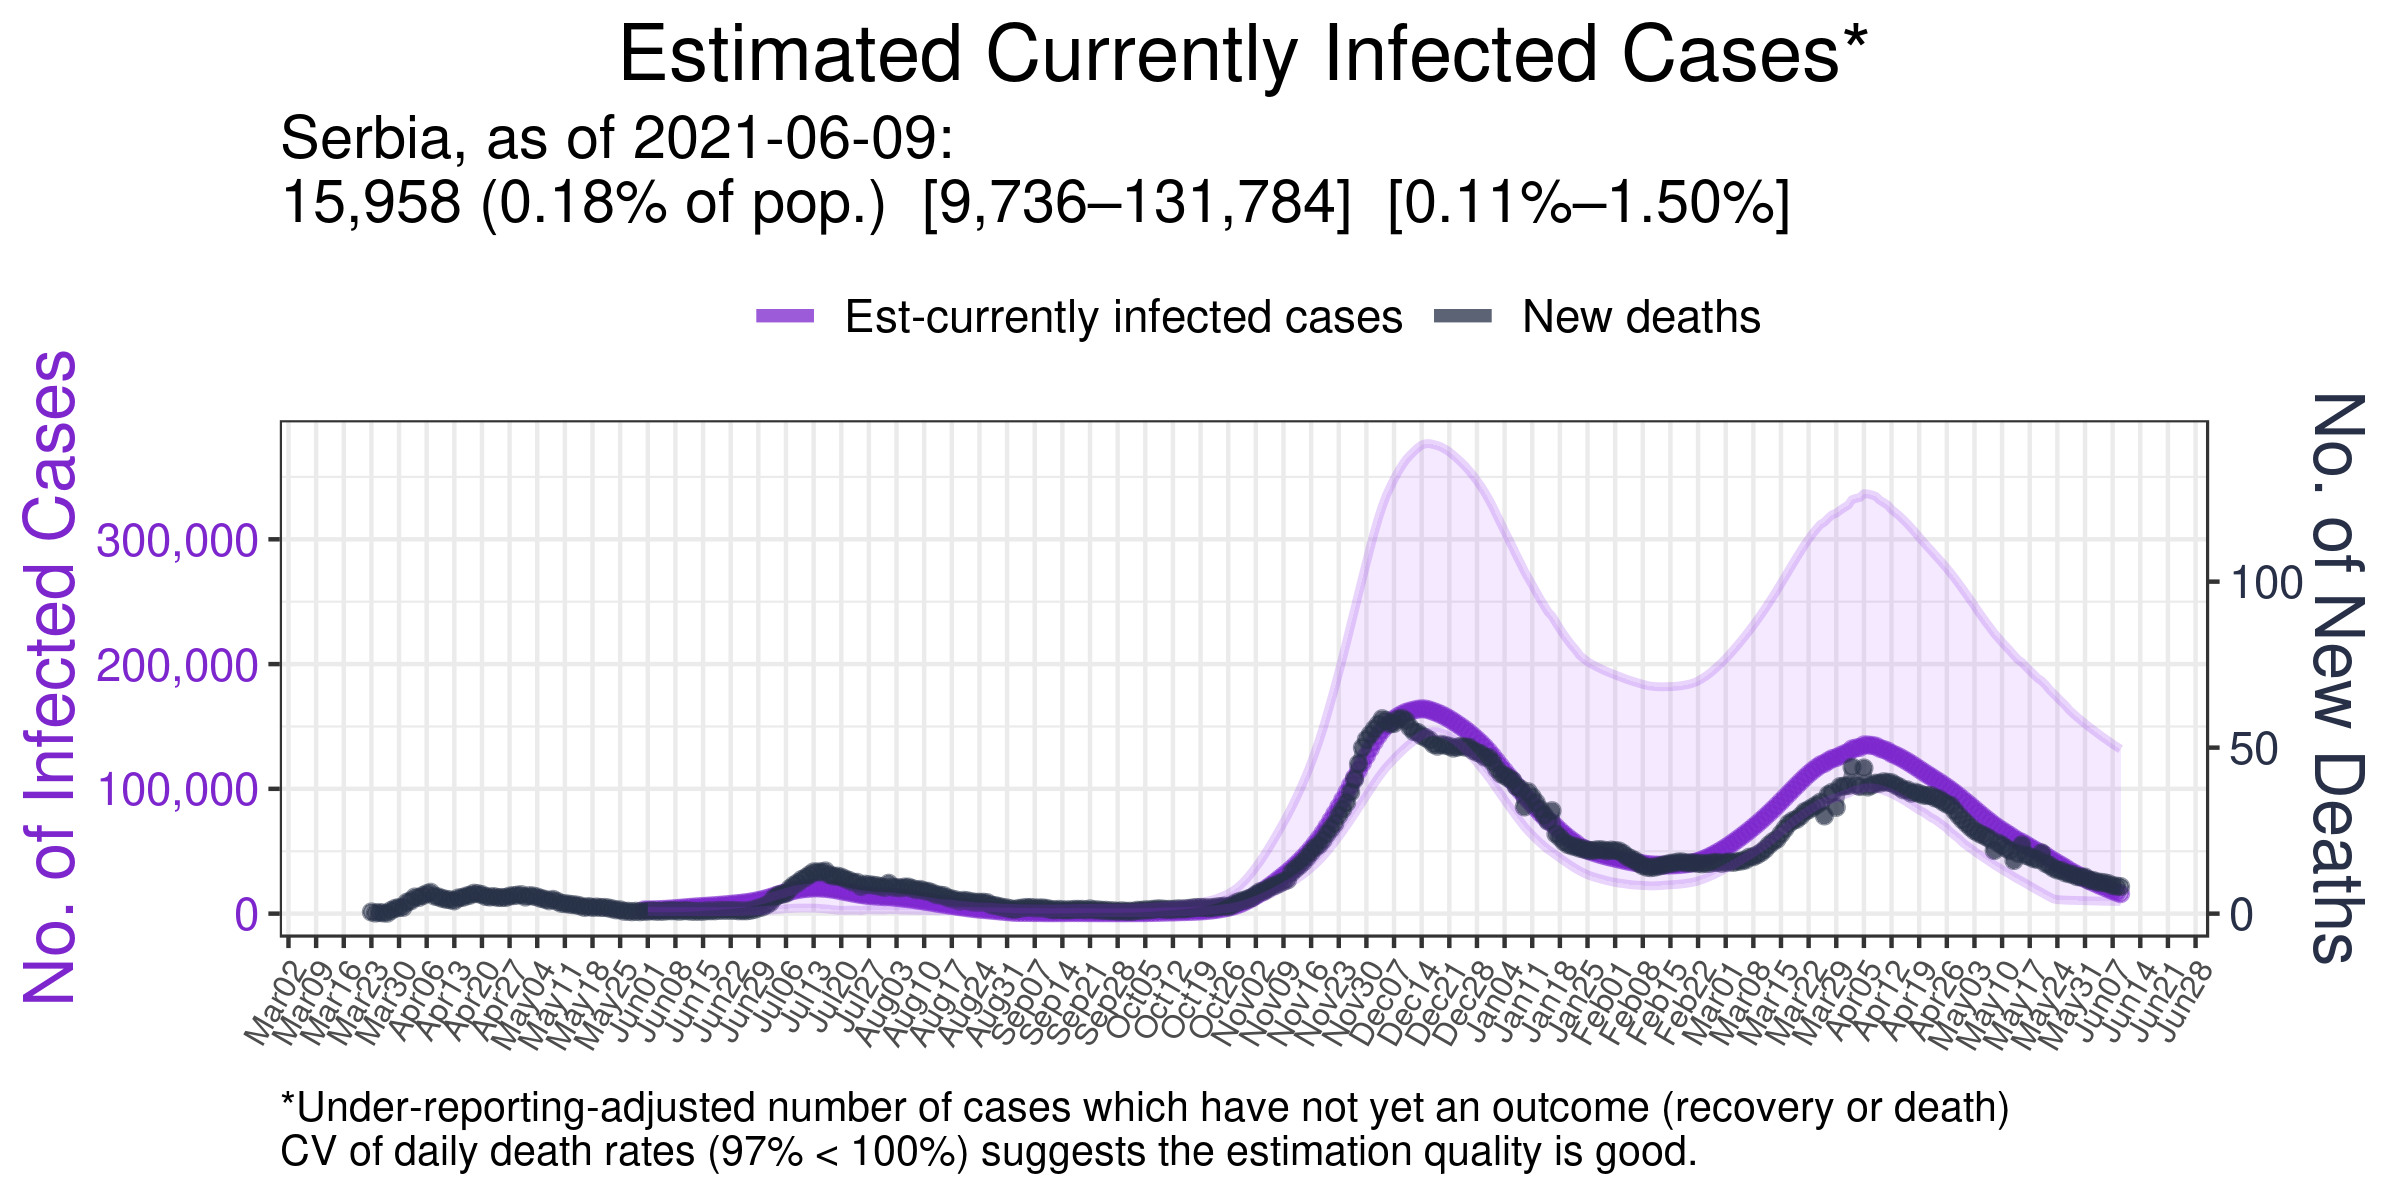 Estimated Currently Infected Cases*
Serbia, as of 2021-06-09:
15,958 (0.18% of pop.) [9,736–131,784] [0.11%–1.50%]
Est-currently infected cases New deaths
No. of Infected Cases
300,000
200,000
100,000
0
100
50
0
No. of New Deaths
Mar02 Mar09 Mar16 Mar23 Mar30 Apr06 Apr13 Apr20 Apr27 May04 May11 May18 May25 Jun01 Jun08 Jun15 Jun22 Jun29 Jul06 Jul13 Jul20 Jul27 Aug03 Aug10 Aug17 Aug24 Aug31 Sep07 Sep14 Sep21 Sep28 Oct05 Oct12 Oct19 Oct26 Nov02 Nov09 Nov16 Nov23 Nov30 Dec07 Dec14 Dec21 Dec28 Jan04 Jan11 Jan18 Jan25 Feb01 Feb08 Feb15 Feb22 Mar01 Mar08 Mar15 Mar22 Mar29 Apr05 Apr12 Apr19 Apr26 May03 May10 May17 May24 May31 Jun07 Jun14 Jun21 Jun28
*Under-reporting-adjusted number of cases which have not yet an outcome (recovery or death)
CV of daily death rates (97% < 100%) suggests the estimation quality is good.